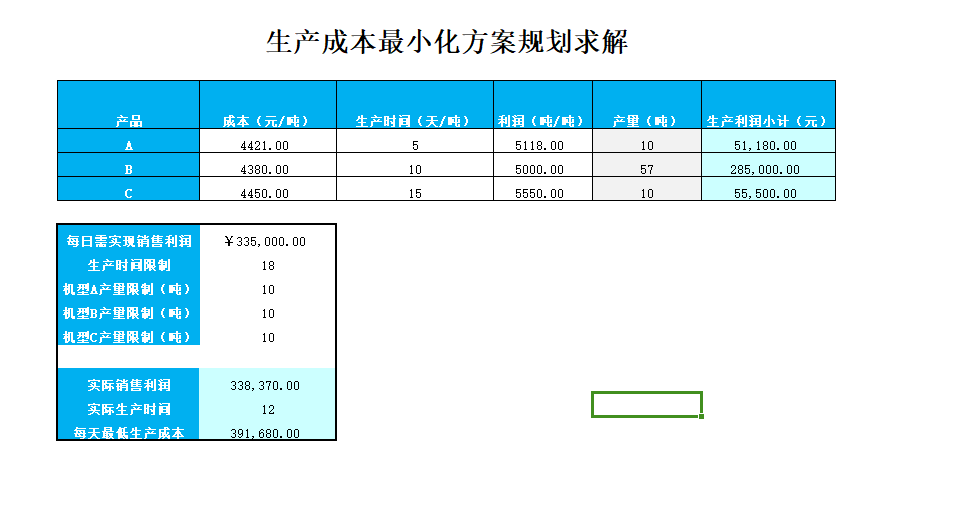 生产成本最小化方案规划求解
产品 成本（元/吨） 生产时间（天/吨） 利润（吨/吨） 产量（吨） 生产利润小计（元）
A 4421.00 5 5118.00 10 51,180.00
B 4380.00 10 5000.00 57 285,000.00
C 4450.00 15 5550.00 10 55,500.00
每日需实现销售利润 ￥335,000.00
生产时间限制 18
机型A产量限制（吨） 10
机型B产量限制（吨） 10
机型C产量限制（吨） 10
实际销售利润 338,370.00
实际生产时间 12
每天最低生产成本 391,680.00